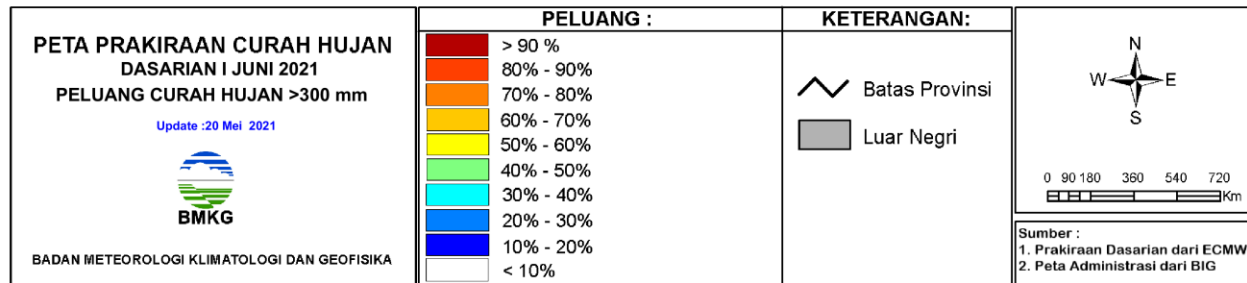 PETA PRAKIRAAN CURAH HUJAN
DASARIAN I JUNI 2021
PELUANG CURAH HUJAN >300 mm
Update :20 Mei 2021
BMKG
BADAN METEOROLOGI KLIMATOLOGI DAN GEOFISIKA
PELUANG :
> 90 %
80% - 90%
70% - 80%
60% - 70%
50% - 60%
40% - 50%
30% - 40%
20% - 30%
10% - 20%
< 10%
KETERANGAN:
Batas Provinsi
Luar Negri
N
W E
S
0 90 180 360 540 720
Km
Sumber :
1. Prakiraan Dasarian dari ECMW
2. Peta Administrasi dari BIG